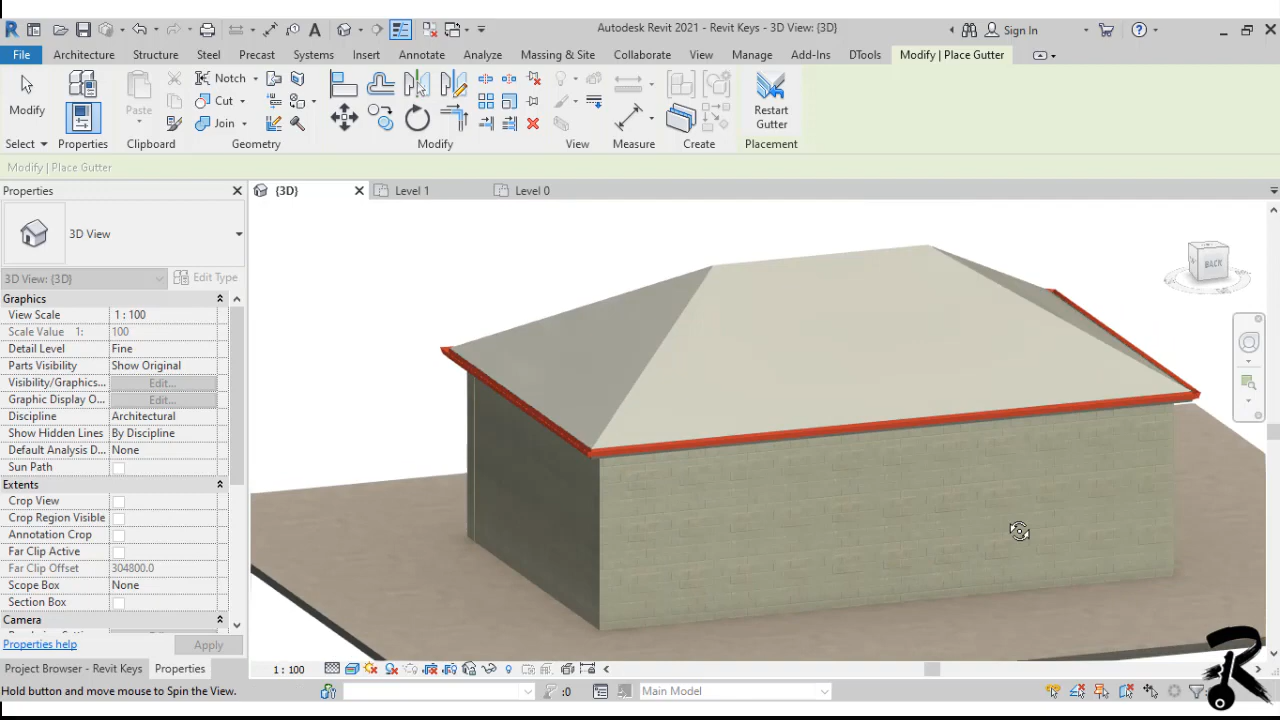 Autodesk Revit 2021 - Revit Keys - 3D View: {3D}
Sign In
File Architecture Structure Steel Precast Systems Insert Annotate Analyze Massing & Site Collaborate View Manage Add-Ins DTools Modify | Place Gutter
Modify
Paste
Notch
Cut
Join
Restart
Gutter
Select Properties Clipboard Geometry Modify View Measure Create Placement
Modify | Place Gutter
Properties
{3D} Level 1 Level 0
3D View
3D View: {3D} Edit Type
Graphics
View Scale 1 : 100
Scale Value 1: 100
Detail Level Fine
Parts Visibility Show Original
Visibility/Graphics... Edit...
Graphic Display O... Edit...
Discipline Architectural
Show Hidden Lines By Discipline
Default Analysis D... None
Sun Path
Extents
Crop View
Crop Region Visible
Annotation Crop
Far Clip Active
Far Clip Offset 304800.0
Scope Box None
Section Box
Camera
Properties help Apply
Project Browser - Revit Keys Properties
1 : 100
Hold button and move mouse to Spin the View.
:0 Main Model
BACK